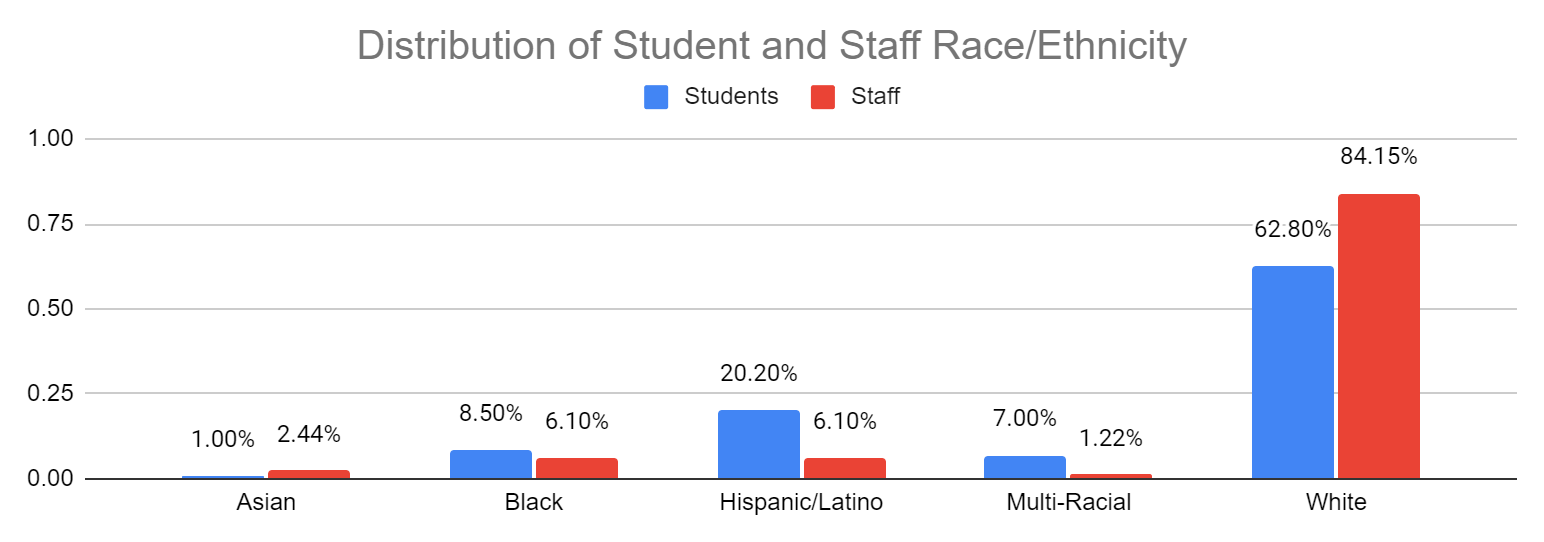 Distribution of Student and Staff Race/Ethnicity
Students Staff
1.00
0.75
0.50
0.25
0.00
1.00% 2.44% 8.50% 6.10% 20.20% 6.10% 7.00% 1.22% 62.80% 84.15%
Asian Black Hispanic/Latino Multi-Racial White